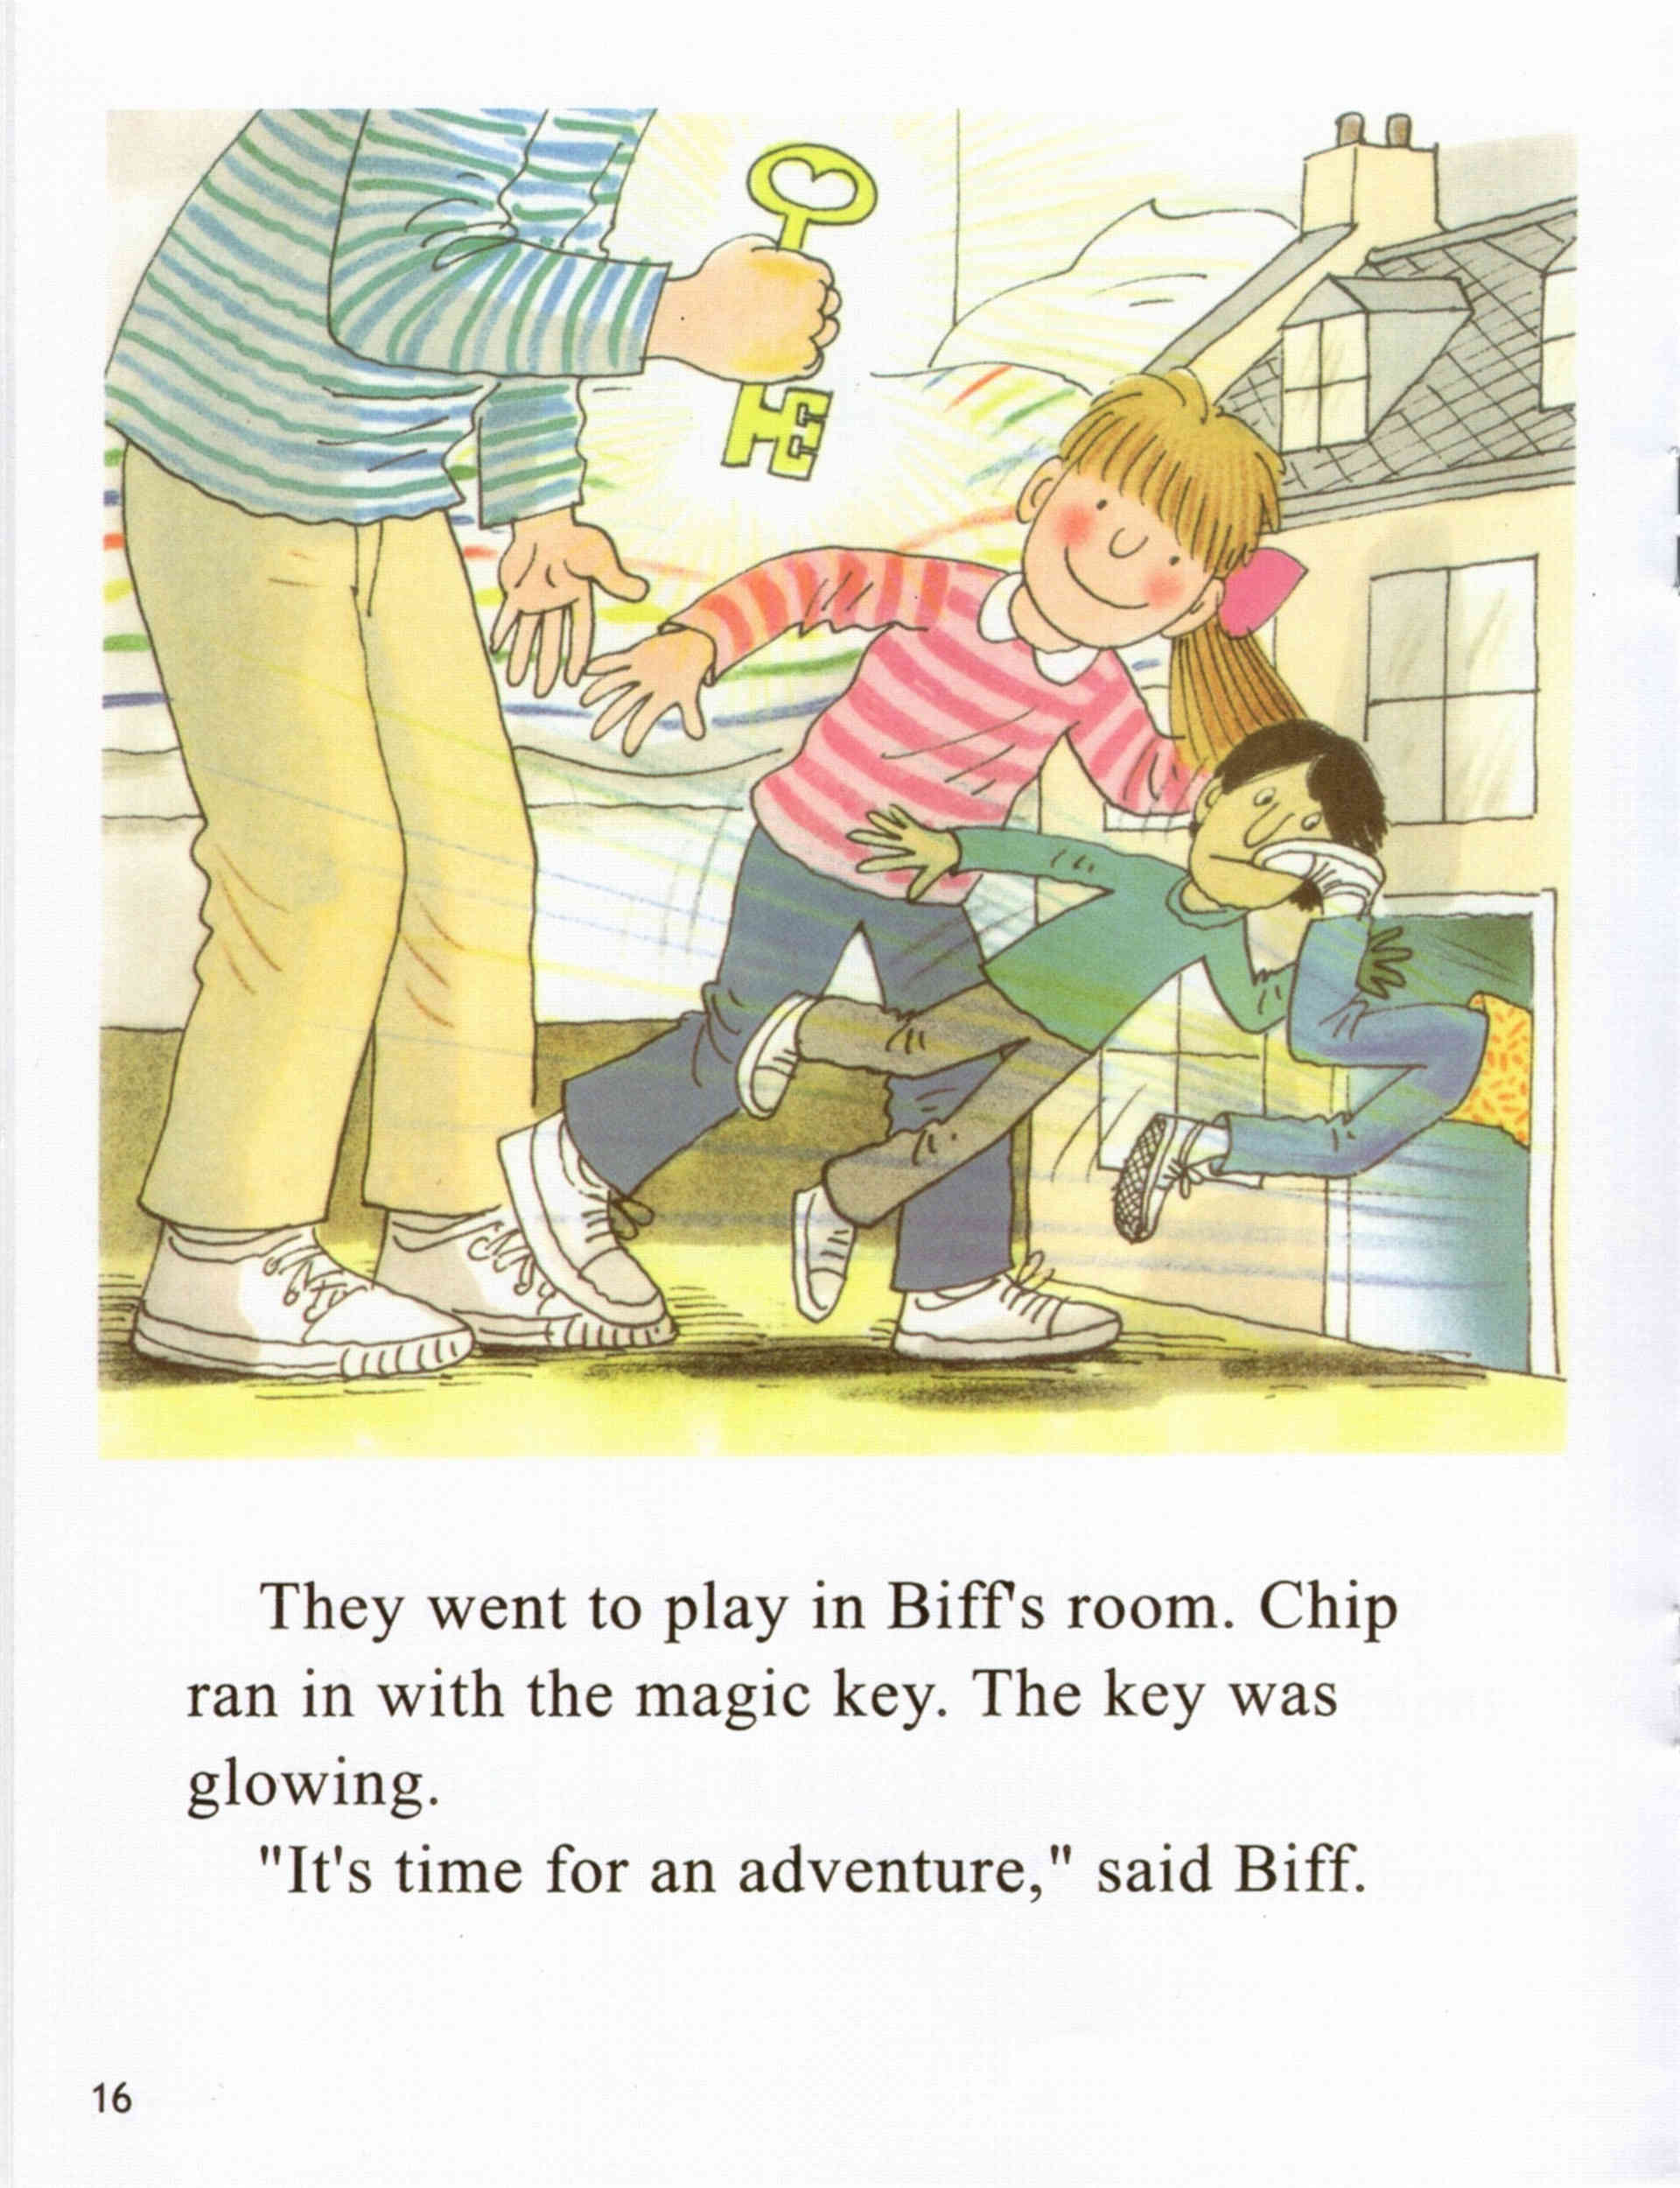 They went to play in Biff's room. Chip
ran in with the magic key. The key was
glowing.
"It's time for an adventure," said Biff.
16